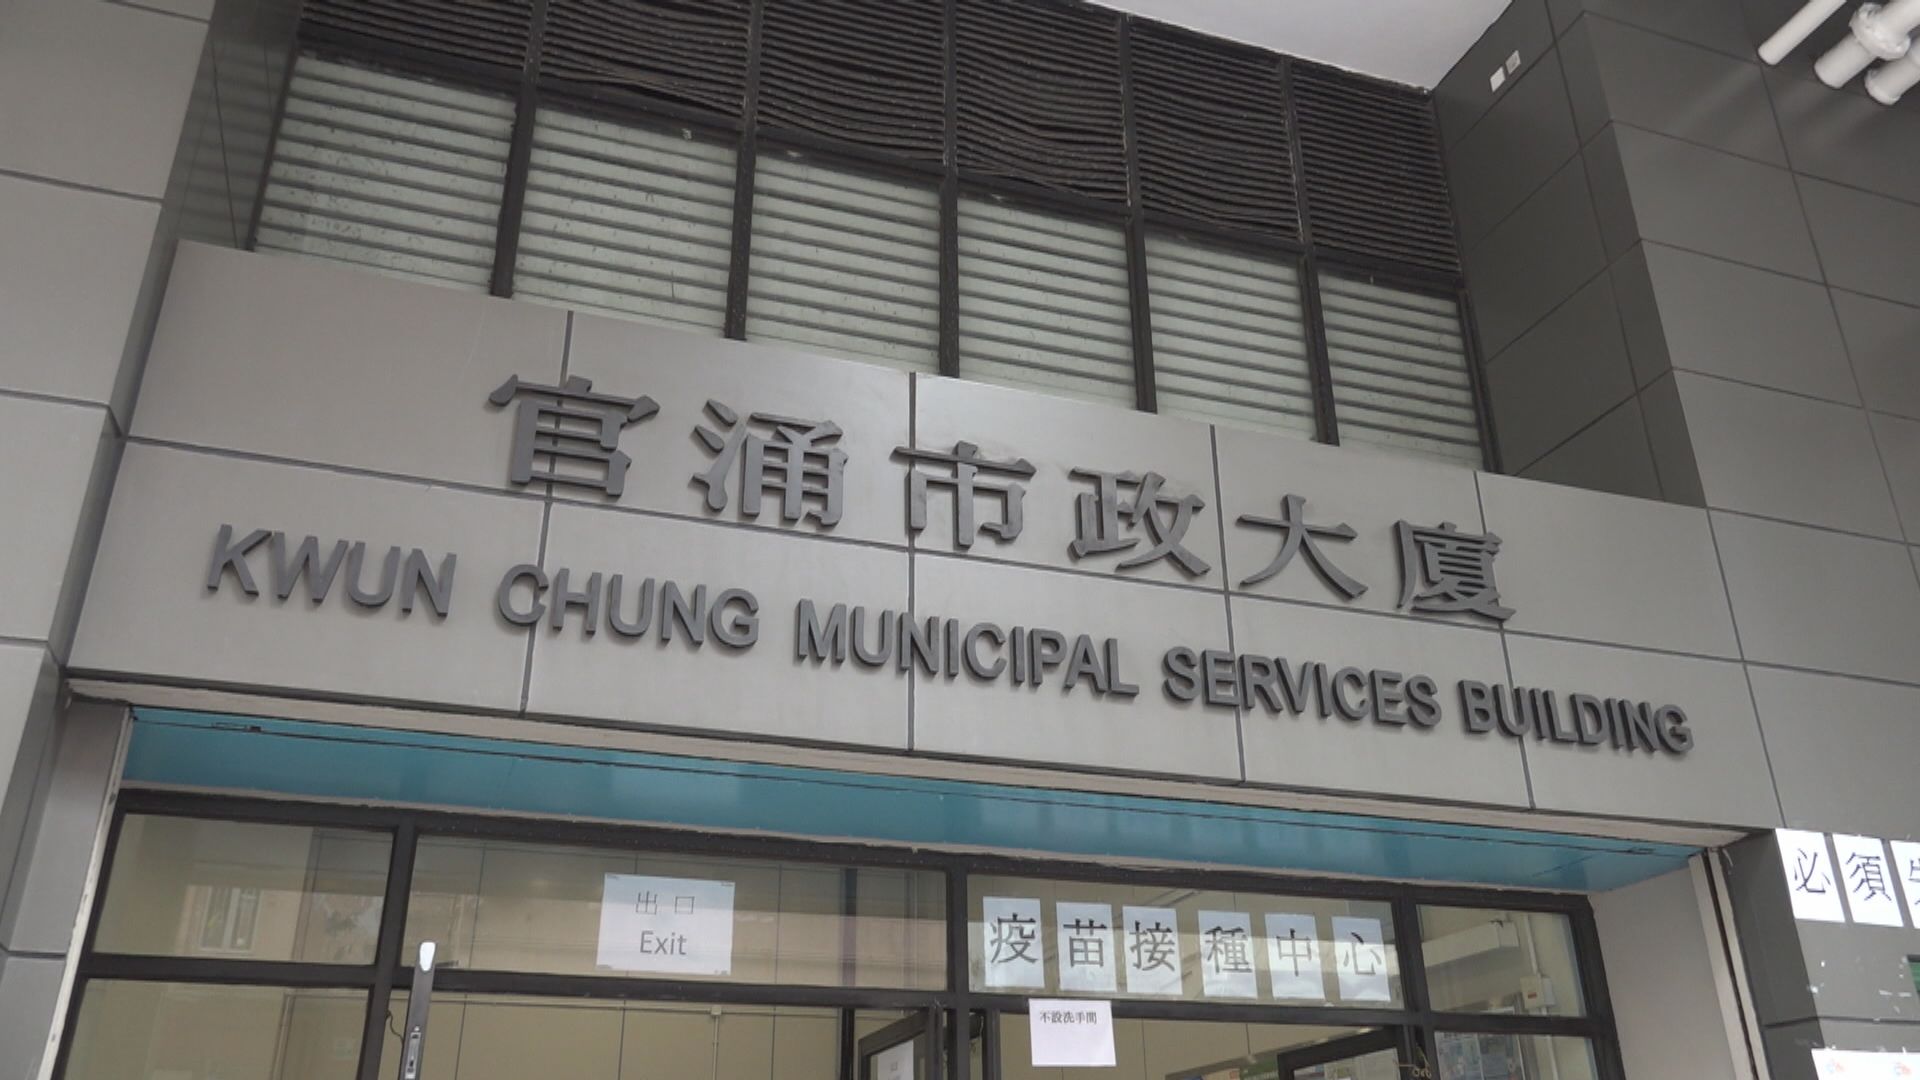 官涌市政大廈
KWUN CHUNG MUNICIPAL SERVICES BUILDING
出口
Exit
疫苗接種中心
不設洗手間
必須